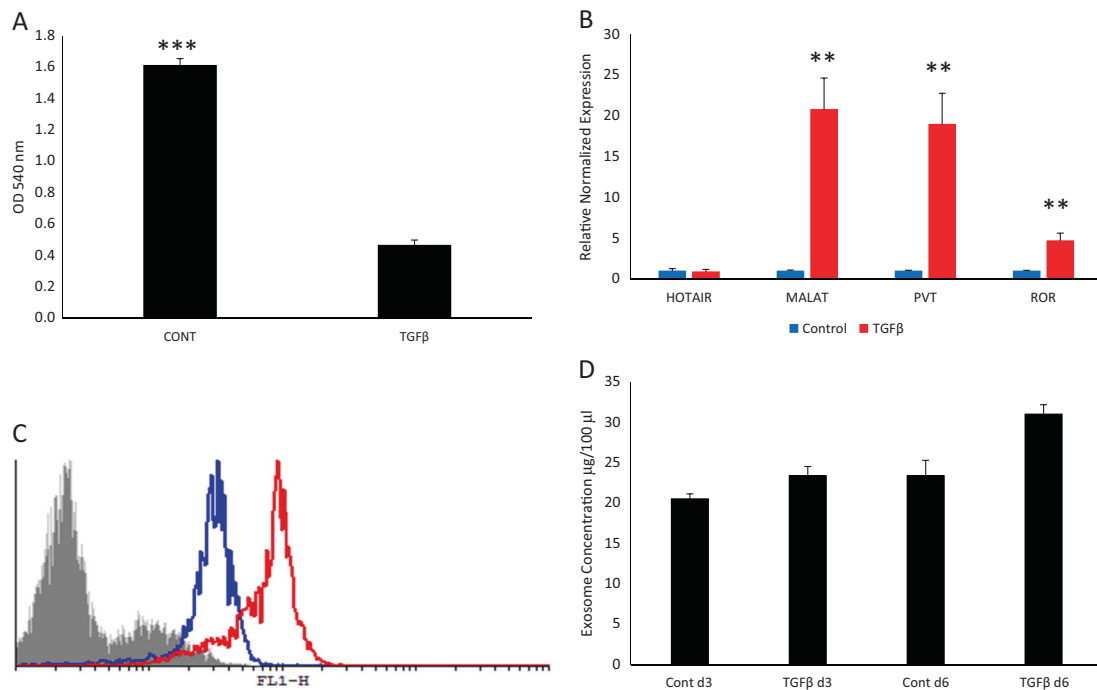 A
OD 540 nm
1.8
1.6
1.4
1.2
1.0
0.8
0.6
0.4
0.2
0.0
***
CONT
TGFβ
B
Relative Normalized Expression
30
25
20
15
10
5
0
**
**
**
HOTAIR
MALAT
PVT
ROR
Control
TGFβ
C
FL1-H
D
Exosome Concentration µg/100 µl
35
30
25
20
15
10
5
0
Cont d3
TGFβ d3
Cont d6
TGFβ d6